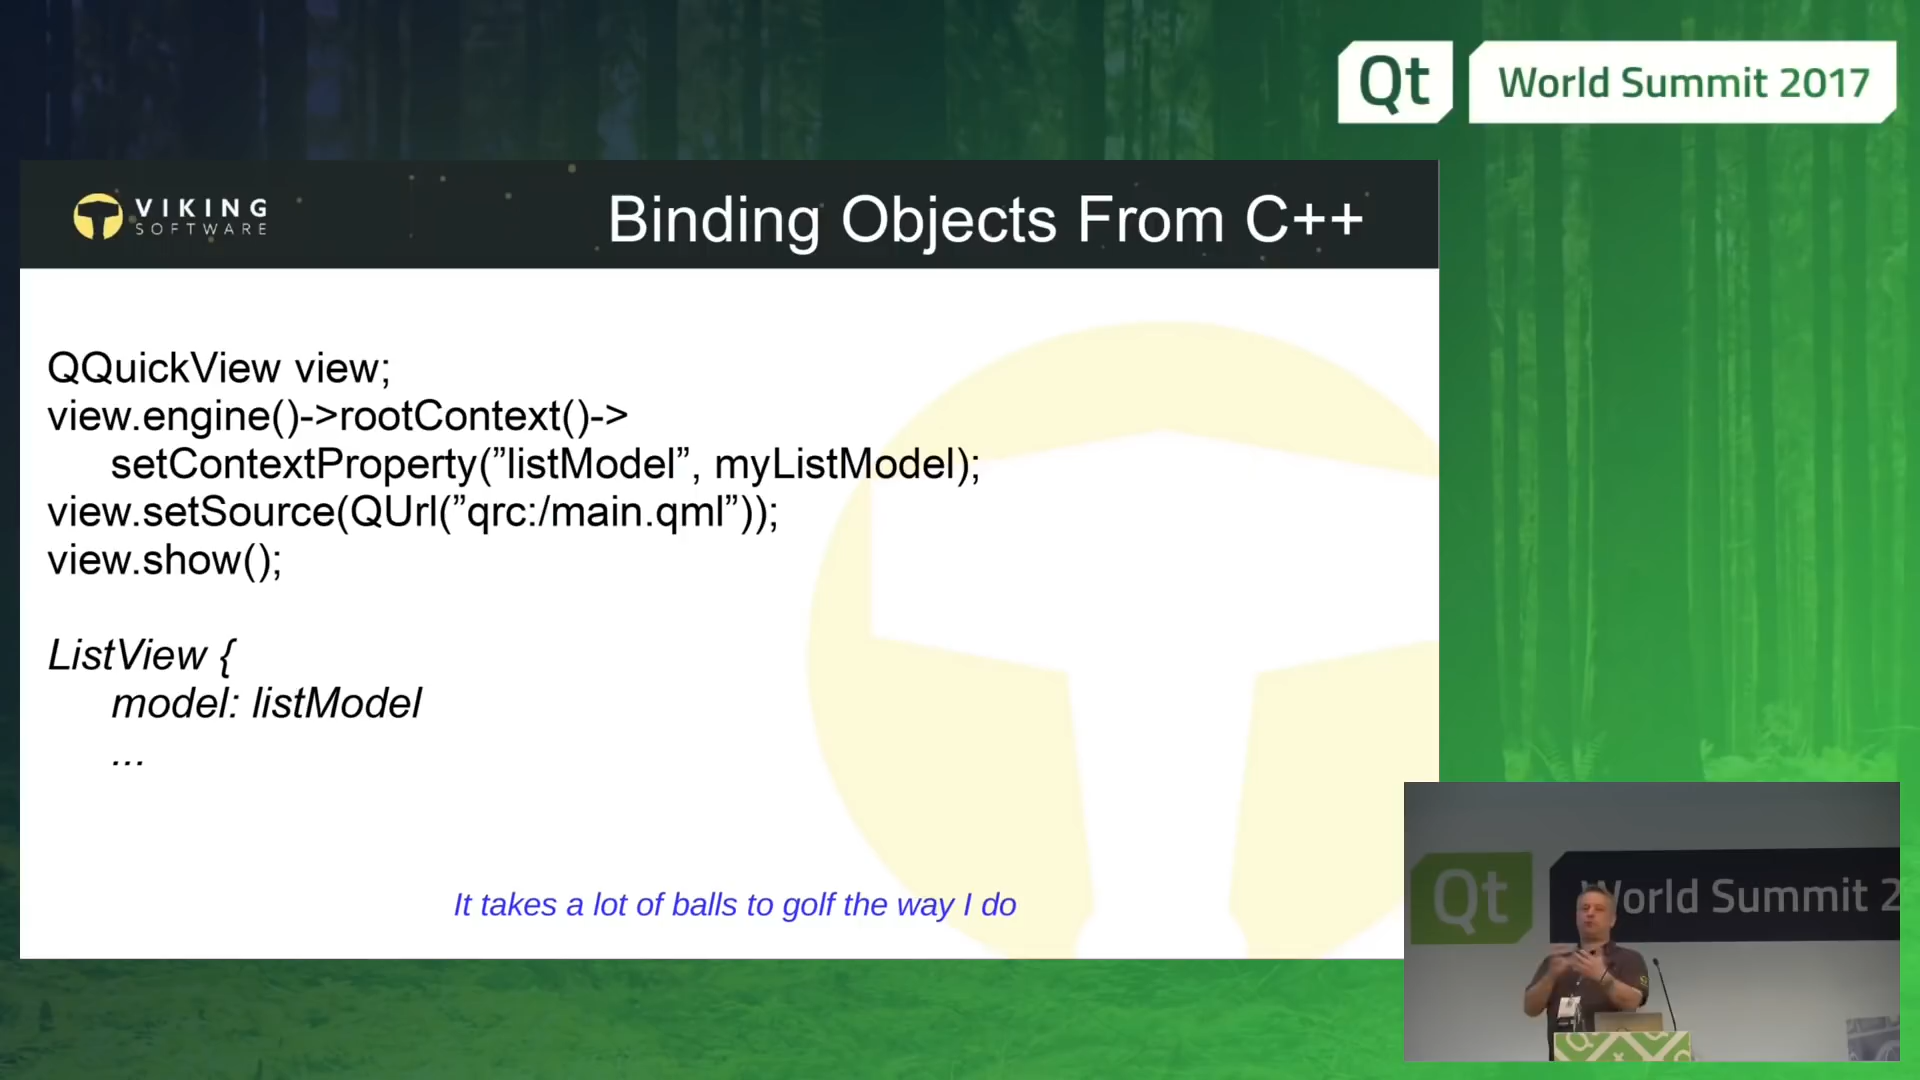 Qt World Summit 2017
VIKING
SOFTWARE
Binding Objects From C++
QQuickView view;
view.engine()->rootContext()->
setContextProperty(”listModel”, myListModel);
view.setSource(QUrl(”qrc:/main.qml”));
view.show();
ListView {
model: listModel
...
It takes a lot of balls to golf the way I do
Qt World Summit 2